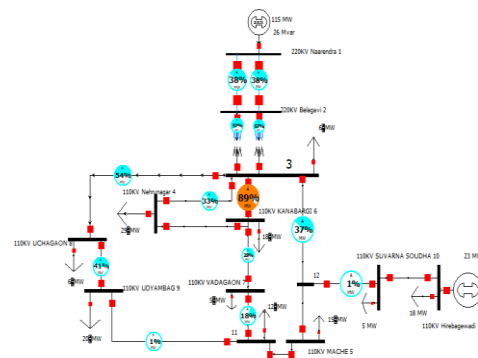 115 MW
26 Mvar
220KV Naarendra 1
38%
38%
220KV Belagavi 2
3
54%
110KV Nehrunagar 4
33%
89%
110KV KANABARGI 6
37%
110KV UCHAGAON 8
41%
110KV UDYAMBAG 9
110KV VADAGAON 7
18%
110KV SUVARNA SOUDHA 10
12
1%
23 M
5 MW
18 MW
110KV Hirebagewadi
1%
11
110KV MACHE 5